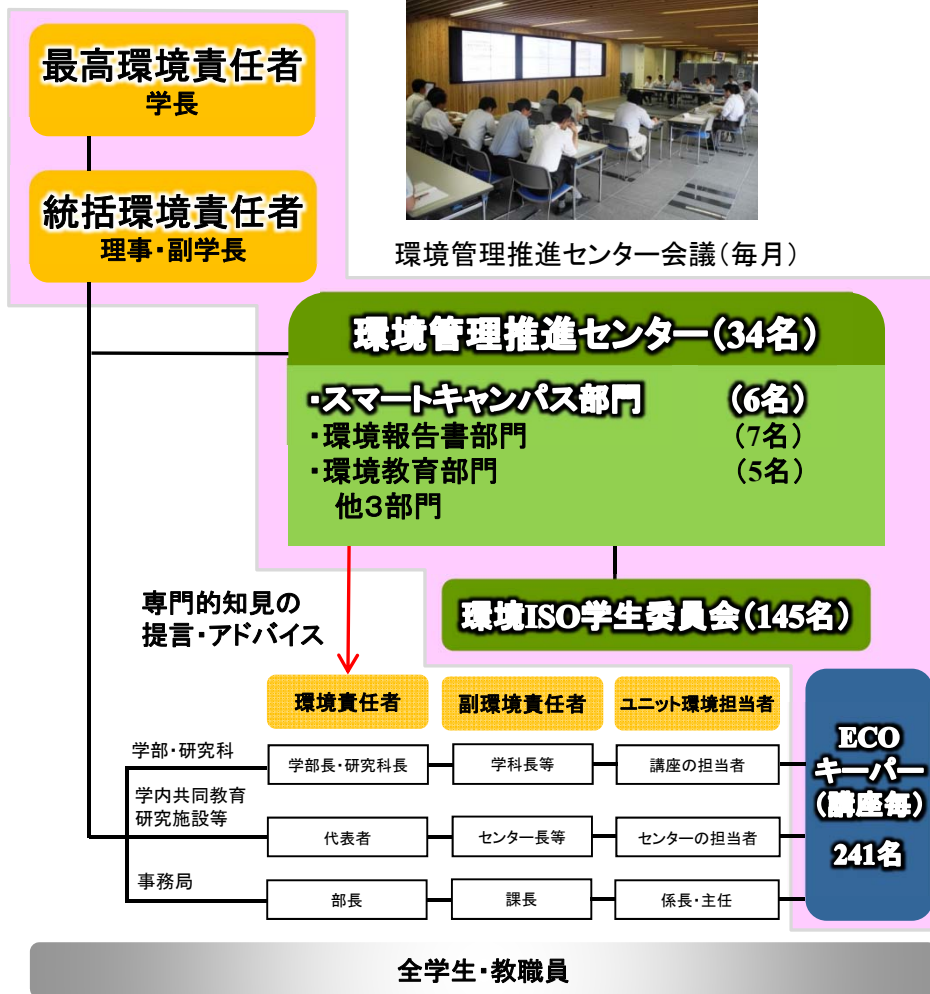 最高環境責任者
学長
統括環境責任者
理事・副学長
環境管理推進センター会議(毎月)
環境管理推進センター(34名)
・スマートキャンパス部門 (6名)
・環境報告書部門 (7名)
・環境教育部門 (5名)
他3部門
専門的知見の
提言・アドバイス
環境ISO学生委員会(145名)
環境責任者 副環境責任者 ユニット環境担当者
学部・研究科
学部長・研究科長 学科長等 講座の担当者
学内共同教育
研究施設等
代表者 センター長等 センターの担当者
事務局
部長 課長 係長・主任
ECO
キーパー
(講座毎)
241名
全学生・教職員